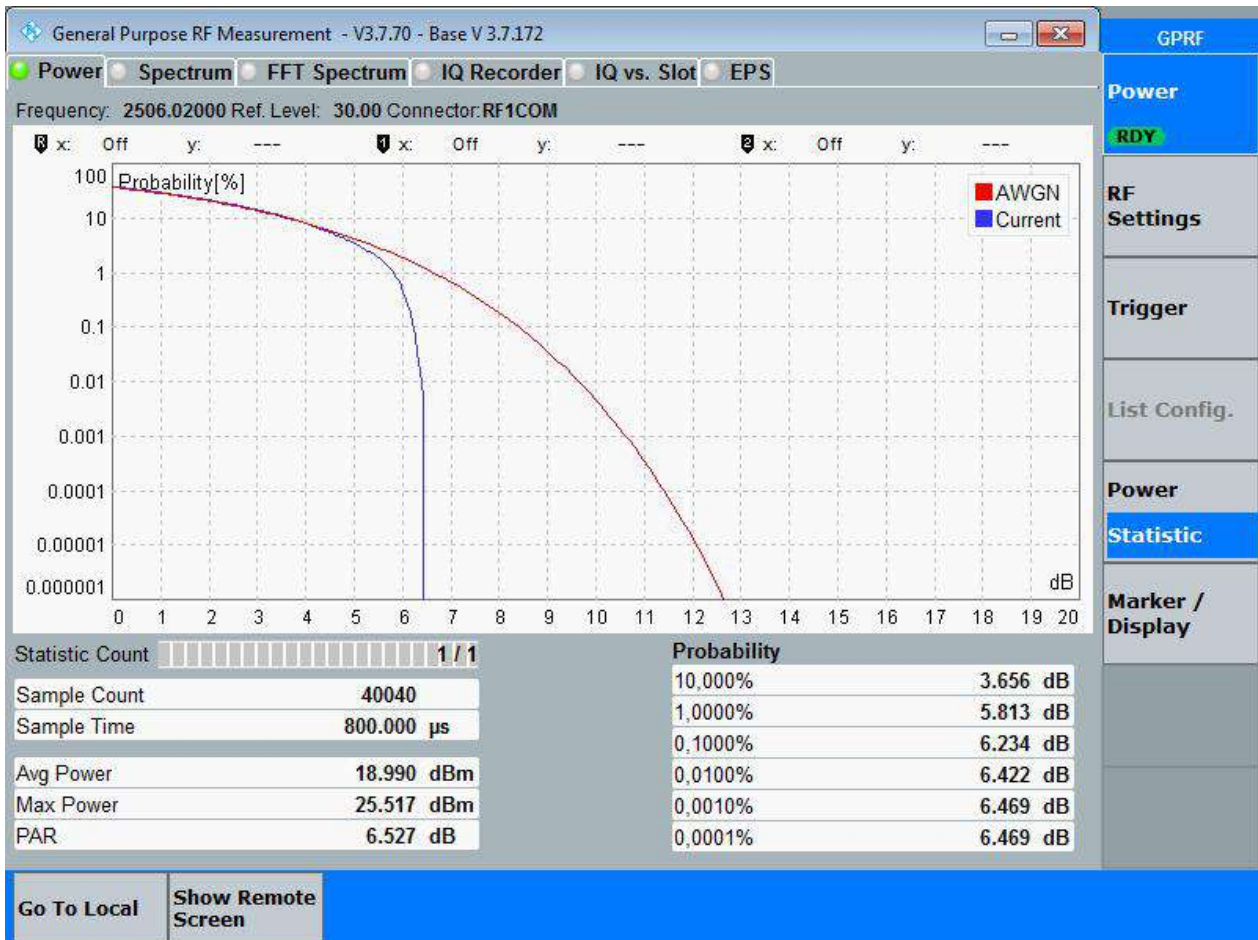 General Purpose RF Measurement - V3.7.70 - Base V 3.7.172
GPRF
Power Spectrum FFT Spectrum IQ Recorder IQ vs. Slot EPS
Frequency: 2506.02000 Ref. Level: 30.00 Connector:RF1COM
R x: Off y: --- 1 x: Off y: --- 2 x: Off y: ---
Probability[%]
AWGN
Current
100
10
1
0.1
0.01
0.001
0.0001
0.00001
0.000001
dB
0 1 2 3 4 5 6 7 8 9 10 11 12 13 14 15 16 17 18 19 20
Statistic Count 1 / 1
Sample Count 40040
Sample Time 800.000 µs
Avg Power 18.990 dBm
Max Power 25.517 dBm
PAR 6.527 dB
Probability
10,000% 3.656 dB
1,0000% 5.813 dB
0,1000% 6.234 dB
0,0100% 6.422 dB
0,0010% 6.469 dB
0,0001% 6.469 dB
Power
RDY
RF
Settings
Trigger
List Config.
Power
Statistic
Marker /
Display
Go To Local
Show Remote
Screen